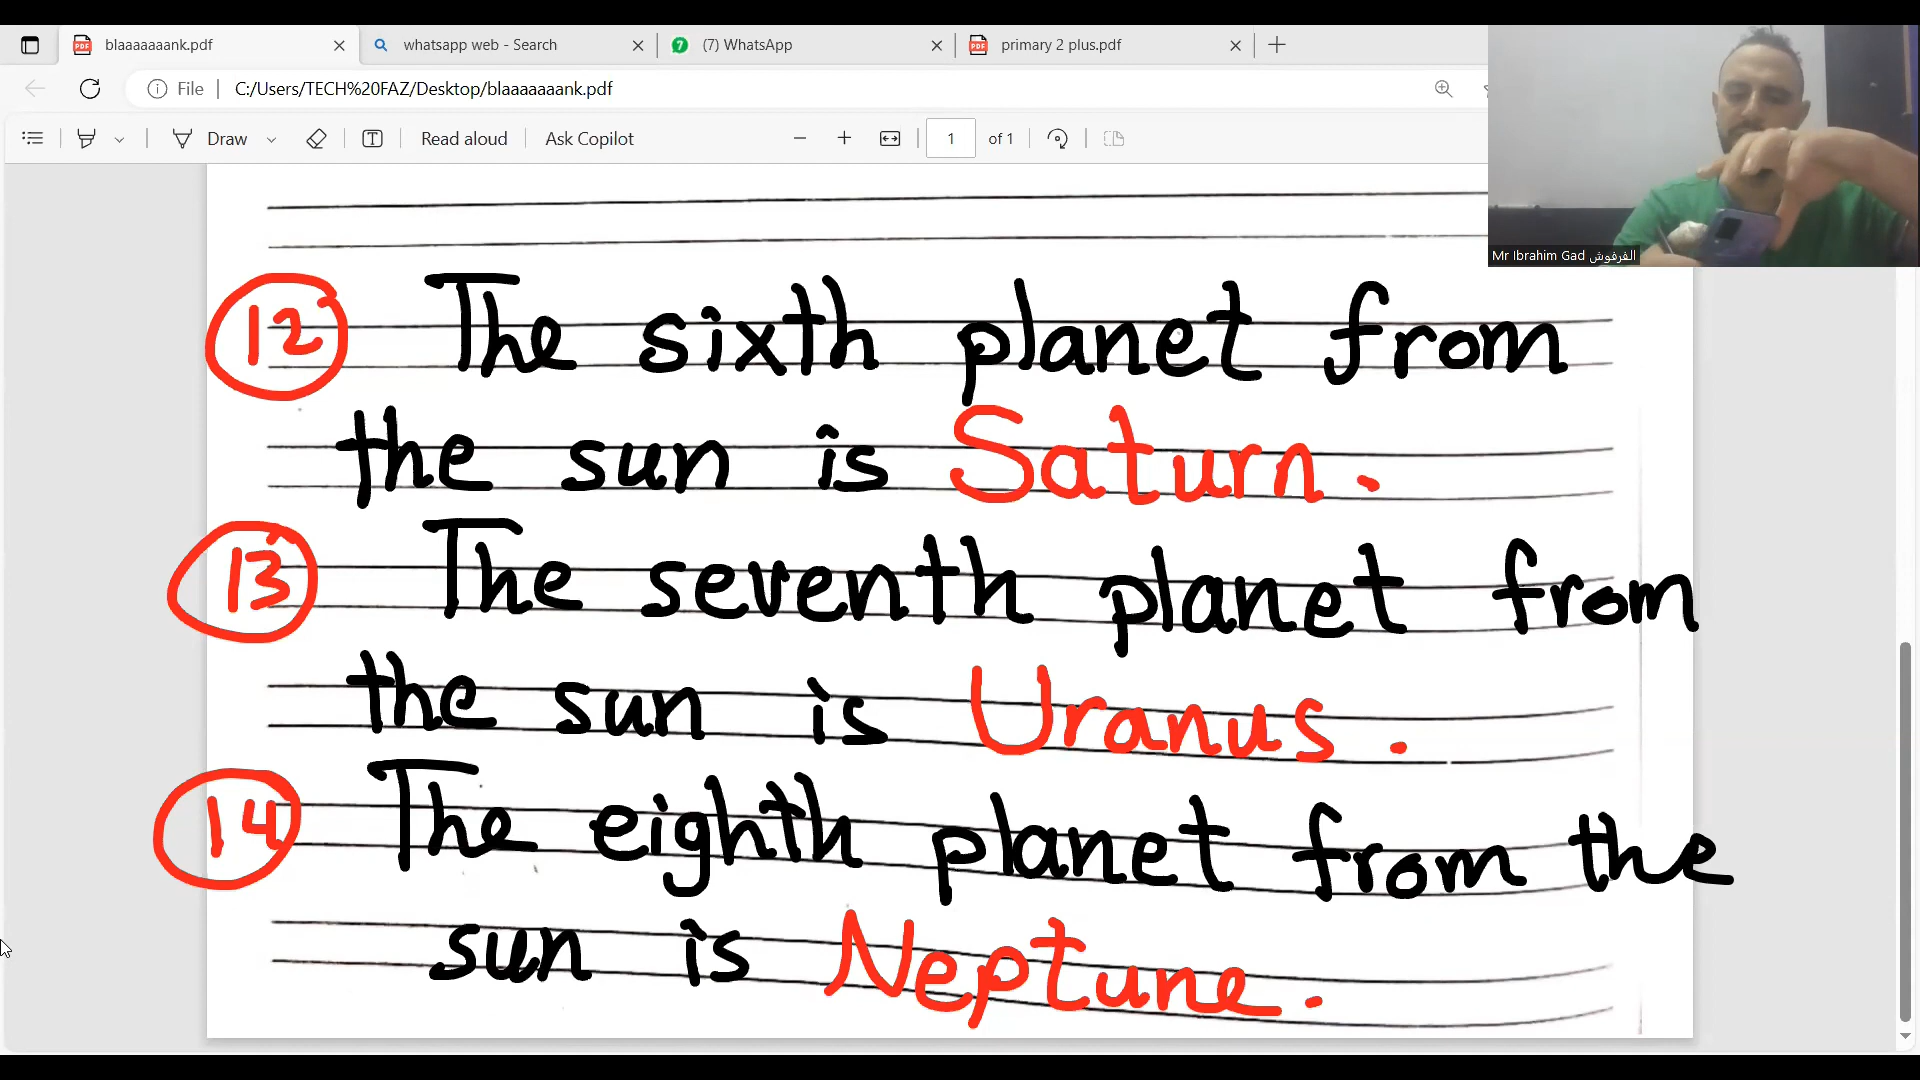 blaaaaaaank.pdf
whatsapp web - Search
(7) WhatsApp
primary 2 plus.pdf
File
C:/Users/TECH%20FAZ/Desktop/blaaaaaaank.pdf
Draw
Read aloud
Ask Copilot
1 of 1
Mr Ibrahim Gad الفرفوش
12 The sixth planet from
the sun is Saturn.
13 The seventh planet from
the sun is Uranus.
14 The eighth planet from the
sun is Neptune.